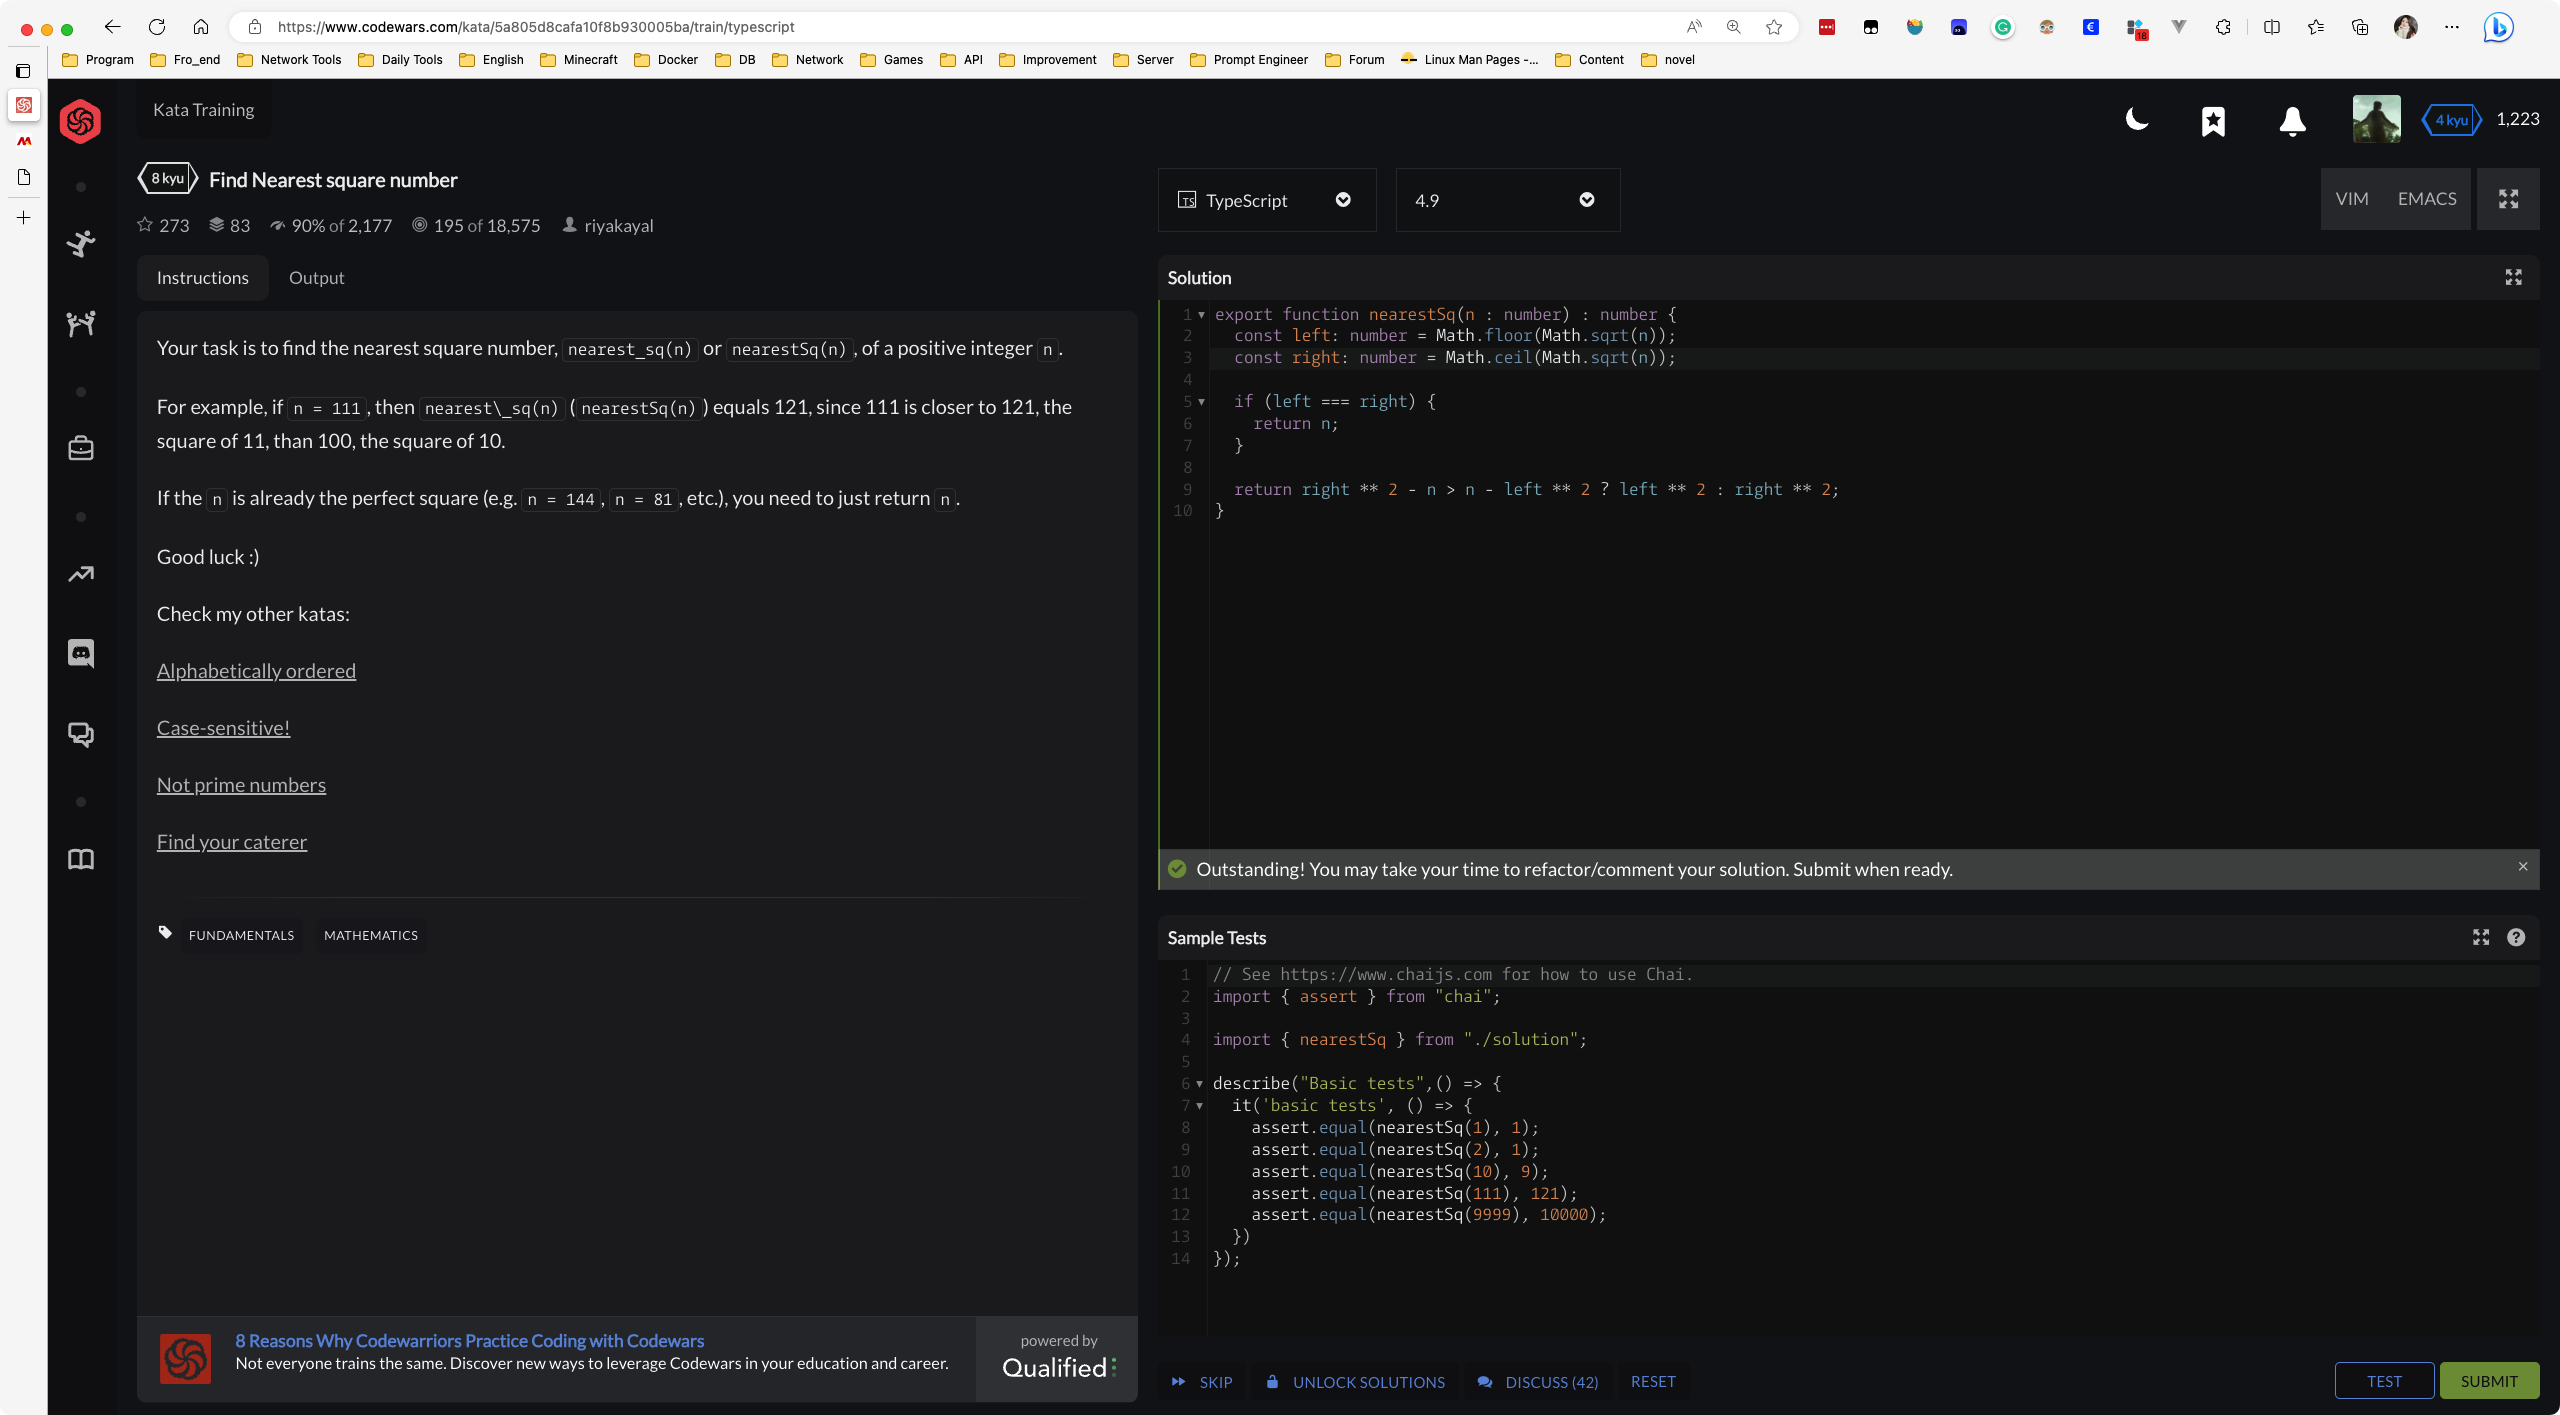 https://www.codewars.com/kata/5a805d8cafa10f8b930005ba/train/typescript
18
Program Fro_end Network Tools Daily Tools English Minecraft Docker DB Network Games API Improvement Server Prompt Engineer Forum Linux Man Pages -... Content novel
Kata Training
4 kyu 1,223
8 kyu Find Nearest square number
273 83 90% of 2,177 195 of 18,575 riyakayal
Instructions Output
Your task is to find the nearest square number, nearest_sq(n) or nearestSq(n), of a positive integer n.
For example, if n = 111, then nearest\_sq(n) (nearestSq(n)) equals 121, since 111 is closer to 121, the
square of 11, than 100, the square of 10.
If the n is already the perfect square (e.g. n = 144, n = 81, etc.), you need to just return n.
Good luck :)
Check my other katas:
Alphabetically ordered
Case-sensitive!
Not prime numbers
Find your caterer
FUNDAMENTALS MATHEMATICS
8 Reasons Why Codewarriors Practice Coding with Codewars
Not everyone trains the same. Discover new ways to leverage Codewars in your education and career.
powered by
Qualified
TypeScript 4.9
VIM EMACS
Solution
1 export function nearestSq(n : number) : number {
2 const left: number = Math.floor(Math.sqrt(n));
3 const right: number = Math.ceil(Math.sqrt(n));
4
5 if (left === right) {
6 return n;
7 }
8
9 return right ** 2 - n > n - left ** 2 ? left ** 2 : right ** 2;
10 }
Outstanding! You may take your time to refactor/comment your solution. Submit when ready.
Sample Tests
1 // See https://www.chaijs.com for how to use Chai.
2 import { assert } from "chai";
3
4 import { nearestSq } from "./solution";
5
6 describe("Basic tests",() => {
7 it('basic tests', () => {
8 assert.equal(nearestSq(1), 1);
9 assert.equal(nearestSq(2), 1);
10 assert.equal(nearestSq(10), 9);
11 assert.equal(nearestSq(111), 121);
12 assert.equal(nearestSq(9999), 10000);
13 })
14 });
SKIP UNLOCK SOLUTIONS DISCUSS (42) RESET TEST SUBMIT